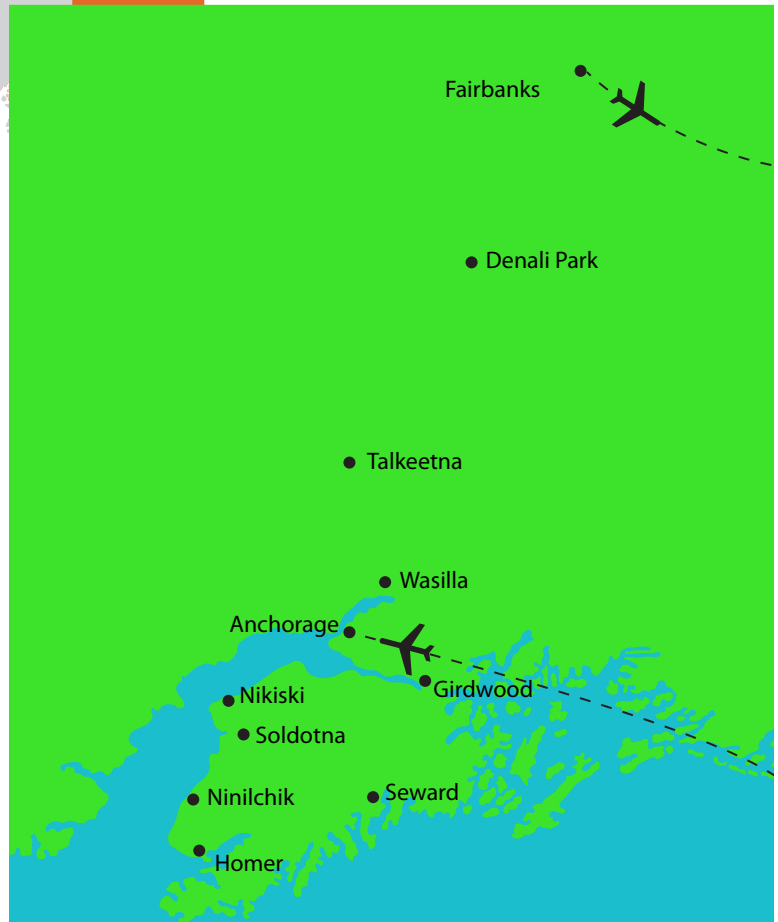 Fairbanks
Denali Park
Talkeetna
Wasilla
Anchorage
Girdwood
Nikiski
Soldotna
Seward
Ninilchik
Homer